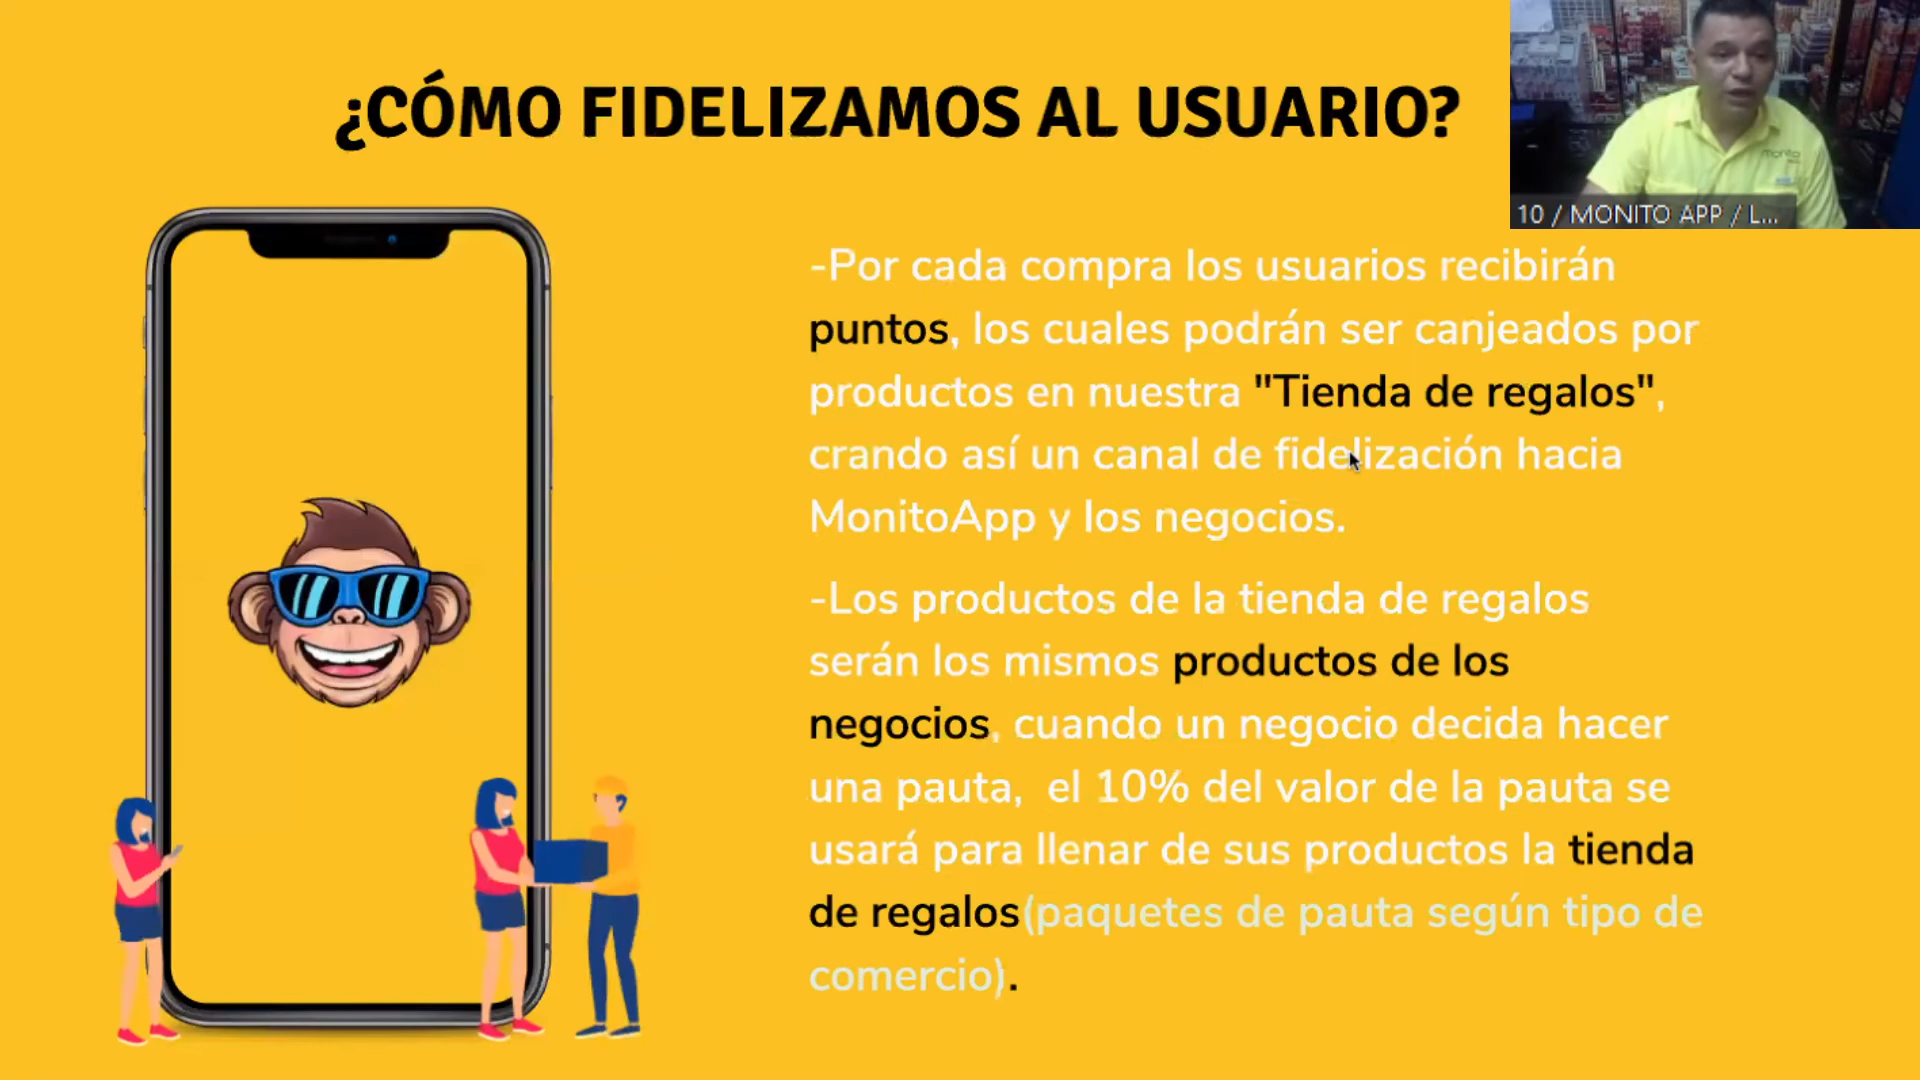 ¿CÓMO FIDELIZAMOS AL USUARIO?
monito
10 / MONITO APP / L...
-Por cada compra los usuarios recibirán
puntos, los cuales podrán ser canjeados por
productos en nuestra "Tienda de regalos",
crando así un canal de fidelización hacia
MonitoApp y los negocios.
-Los productos de la tienda de regalos
serán los mismos productos de los
negocios, cuando un negocio decida hacer
una pauta,  el 10% del valor de la pauta se
usará para llenar de sus productos la tienda
de regalos(paquetes de pauta según tipo de
comercio).